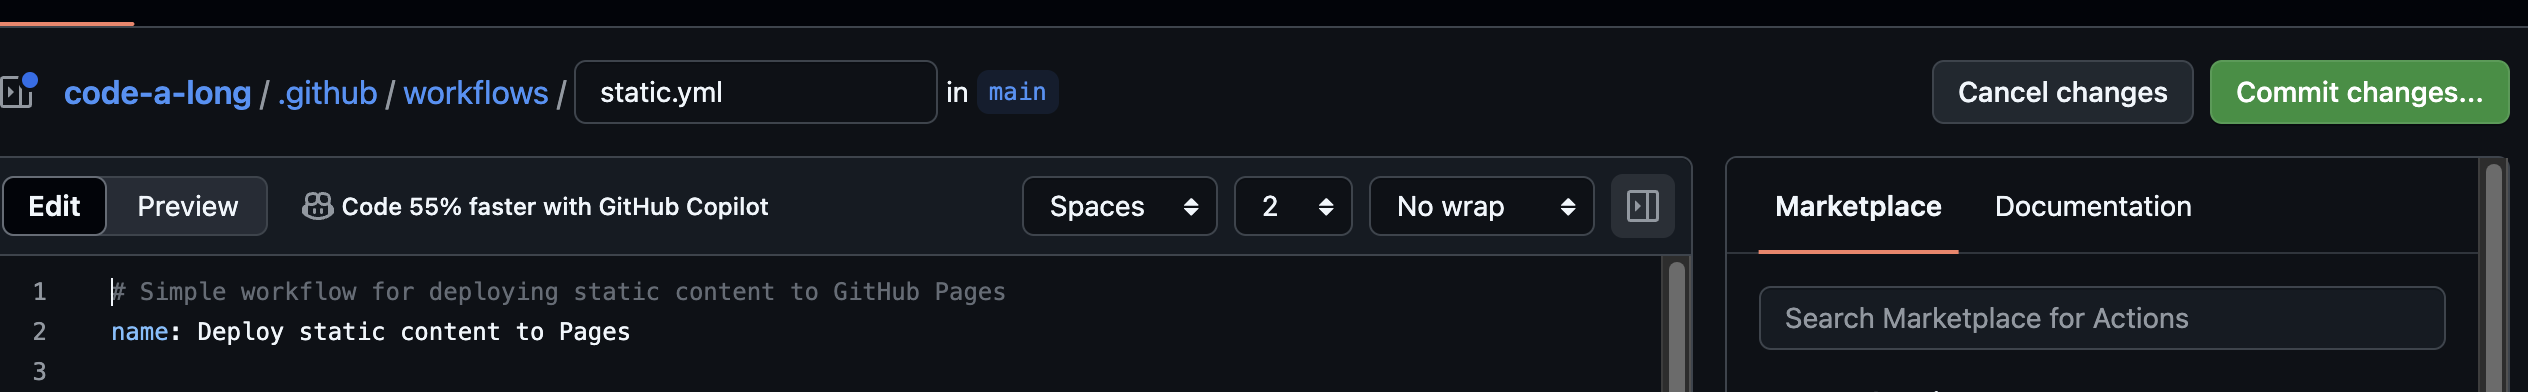 code-a-long / .github / workflows / static.yml in main
Cancel changes
Commit changes...
Edit
Preview
Code 55% faster with GitHub Copilot
Spaces
2
No wrap
Marketplace
Documentation
1 # Simple workflow for deploying static content to GitHub Pages
2 name: Deploy static content to Pages
3
Search Marketplace for Actions